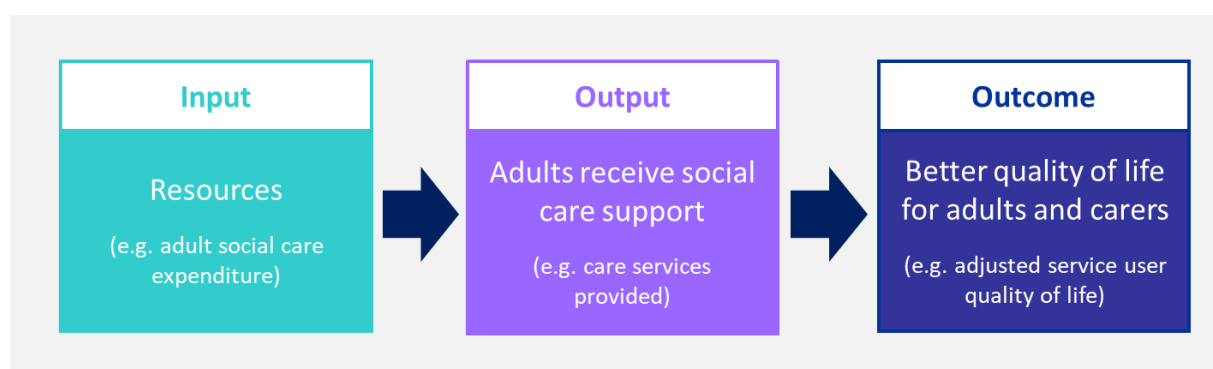 Input
Resources
(e.g. adult social care
expenditure)
Output
Adults receive social
care support
(e.g. care services
provided)
Outcome
Better quality of life
for adults and carers
(e.g. adjusted service user
quality of life)